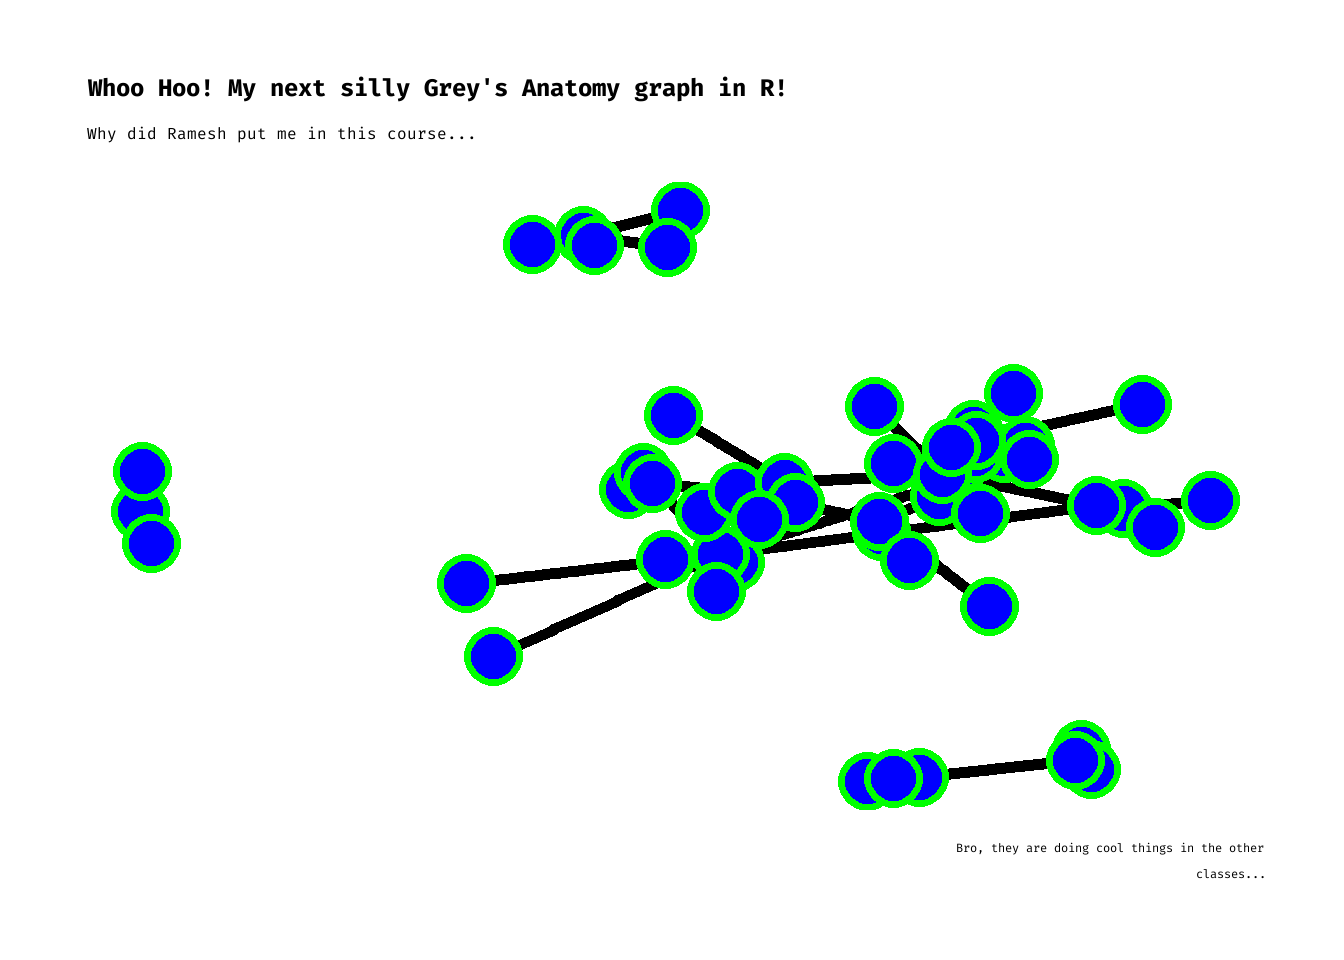 Whoo Hoo! My next silly Grey's Anatomy graph in R!
Why did Ramesh put me in this course...
Bro, they are doing cool things in the other
classes...